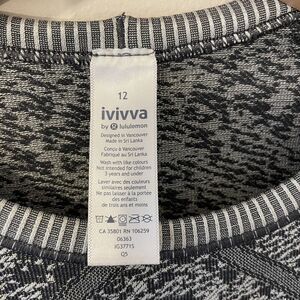 12
ivivva
by lululemon
Designed in Vancouver
Made in Sri Lanka
Conçu à Vancouver
Fabriqué au Sri Lanka
Wash with like colours
Not intended for children
3 years and under
Laver avec des couleurs
similaires seulement
Ne pas laisser à la portée
des enfants
de trois ans et moins
CA 35801 RN 106259
06363
IG3771S
Q5